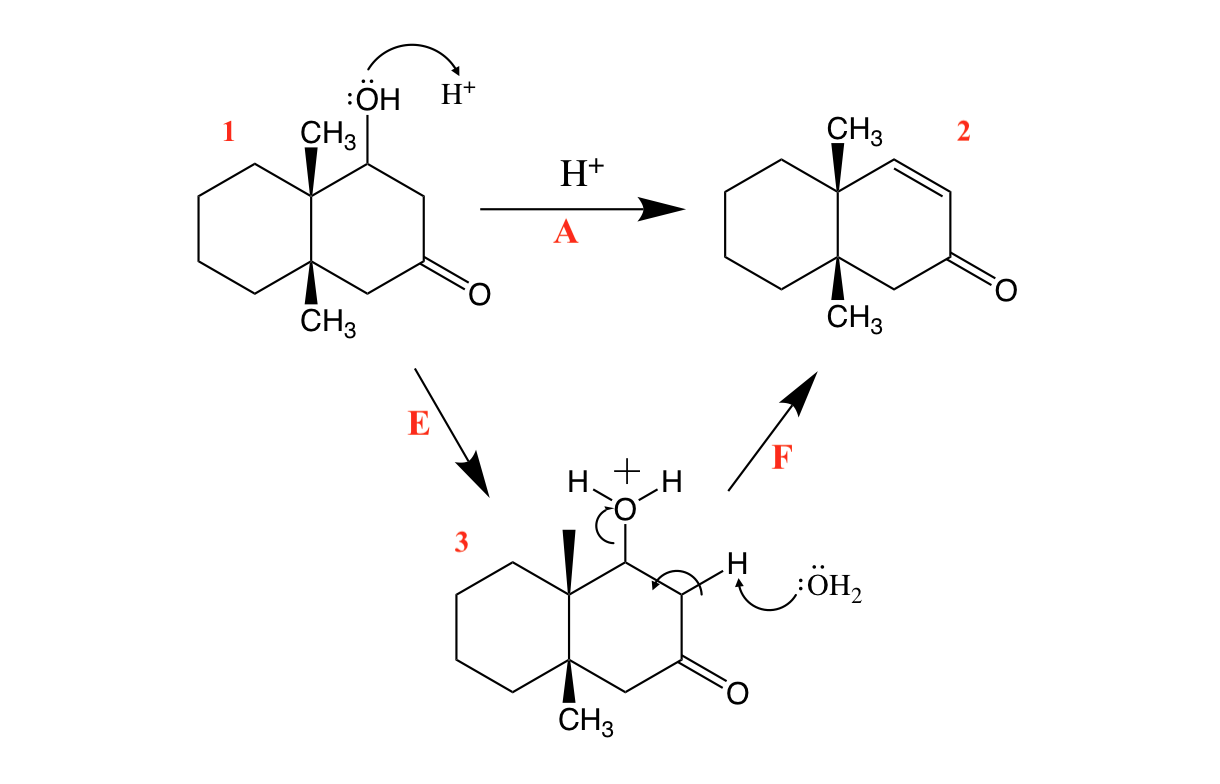 :ÖH
H⁺
1
CH₃
CH₃
2
H⁺
A
O
CH₃
O
CH₃
E
F
+
H
H
O
3
H
:ÖH₂
O
CH₃